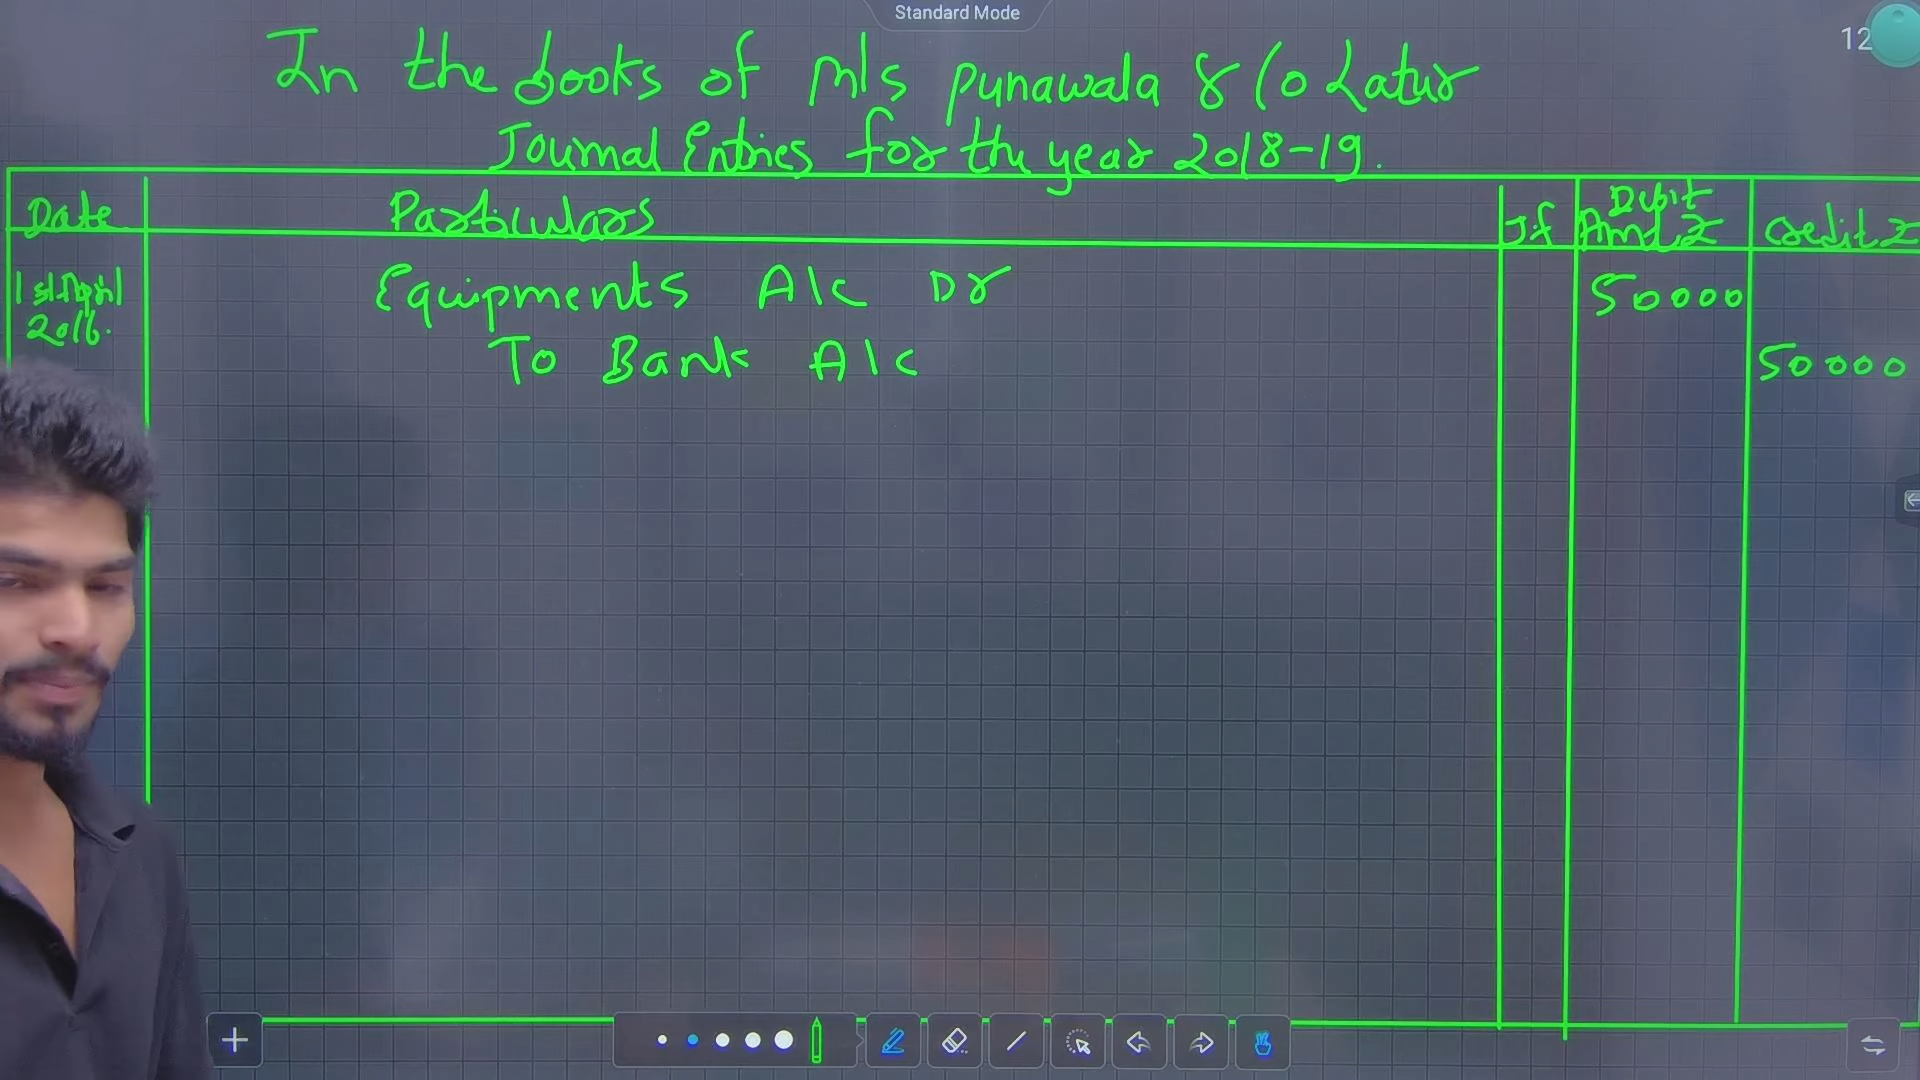 Standard Mode
12
In the books of M/s punawala & Co Latur
Journal Entries for the year 2018-19.
Date Particulars J.f Debit Amt ₹ Credit ₹
1st April 2016. Equipments A/c Dr 50000
To Bank A/c 50000